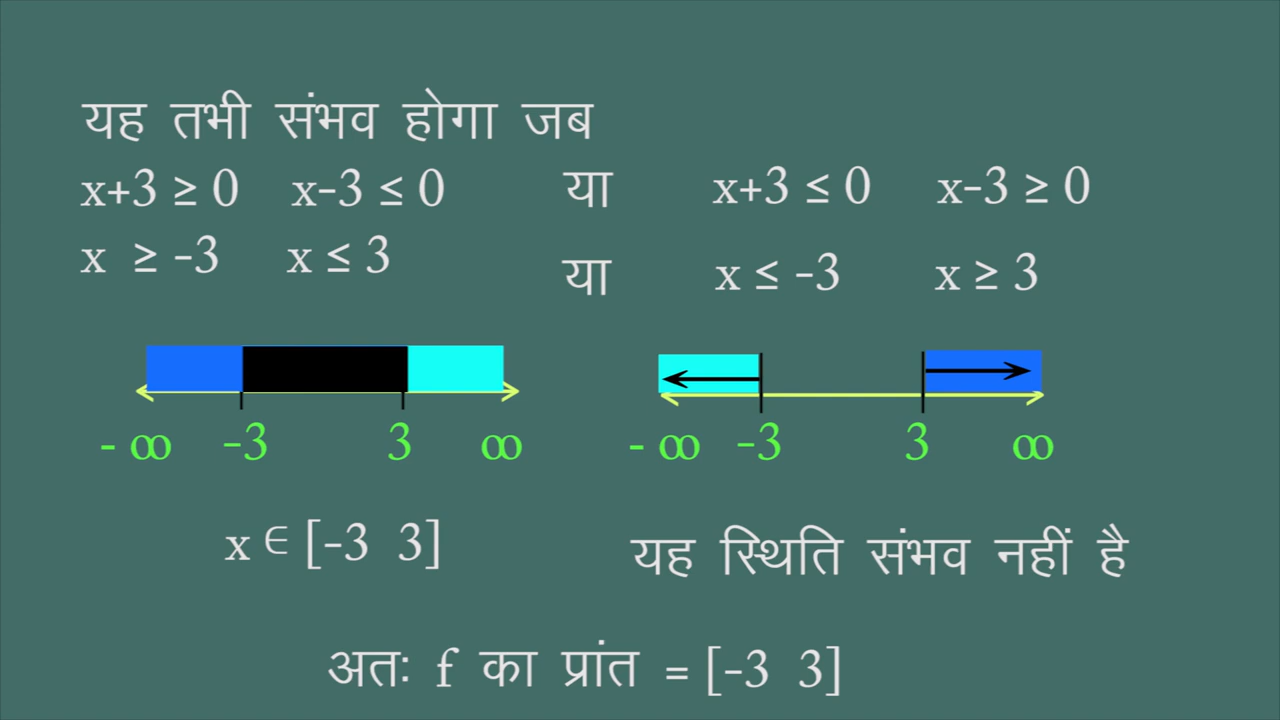 यह तभी संभव होगा जब
x+3 ≥ 0 x-3 ≤ 0 या x+3 ≤ 0 x-3 ≥ 0
x ≥ -3 x ≤ 3 या x ≤ -3 x ≥ 3
- ∞ -3 3 ∞ - ∞ -3 3 ∞
x ∈ [-3 3] यह स्थिति संभव नहीं है
अतः f का प्रांत = [-3 3]